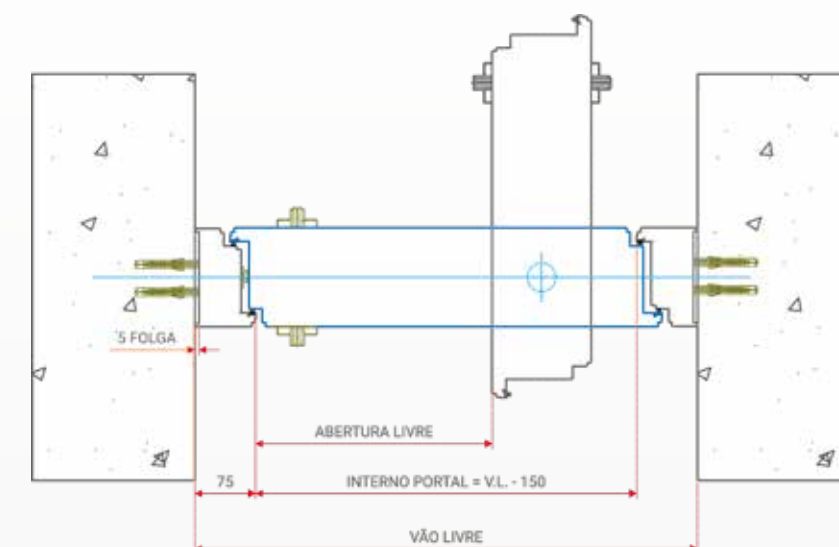 5 FOLGA
ABERTURA LIVRE
75
INTERNO PORTAL = V.L. - 150
VÃO LIVRE